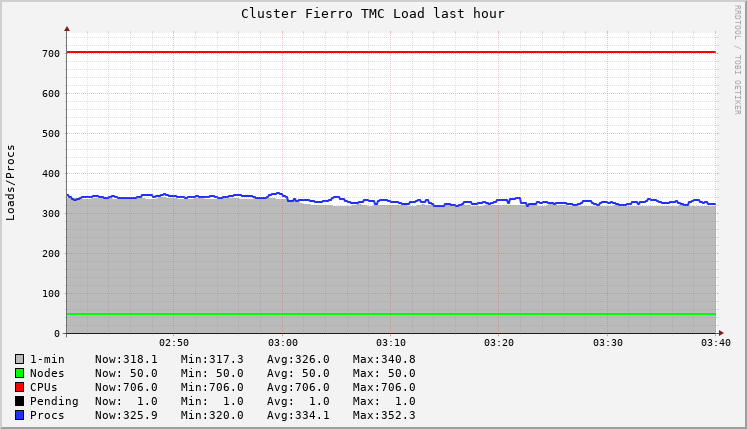 Cluster Fierro TMC Load last hour
RRDTOOL / TOBI OETIKER
Loads/Procs
700
600
500
400
300
200
100
0
02:50 03:00 03:10 03:20 03:30 03:40
1-min Now:318.1 Min:317.3 Avg:326.0 Max:340.8
Nodes Now: 50.0 Min: 50.0 Avg: 50.0 Max: 50.0
CPUs Now:706.0 Min:706.0 Avg:706.0 Max:706.0
Pending Now: 1.0 Min: 1.0 Avg: 1.0 Max: 1.0
Procs Now:325.9 Min:320.0 Avg:334.1 Max:352.3